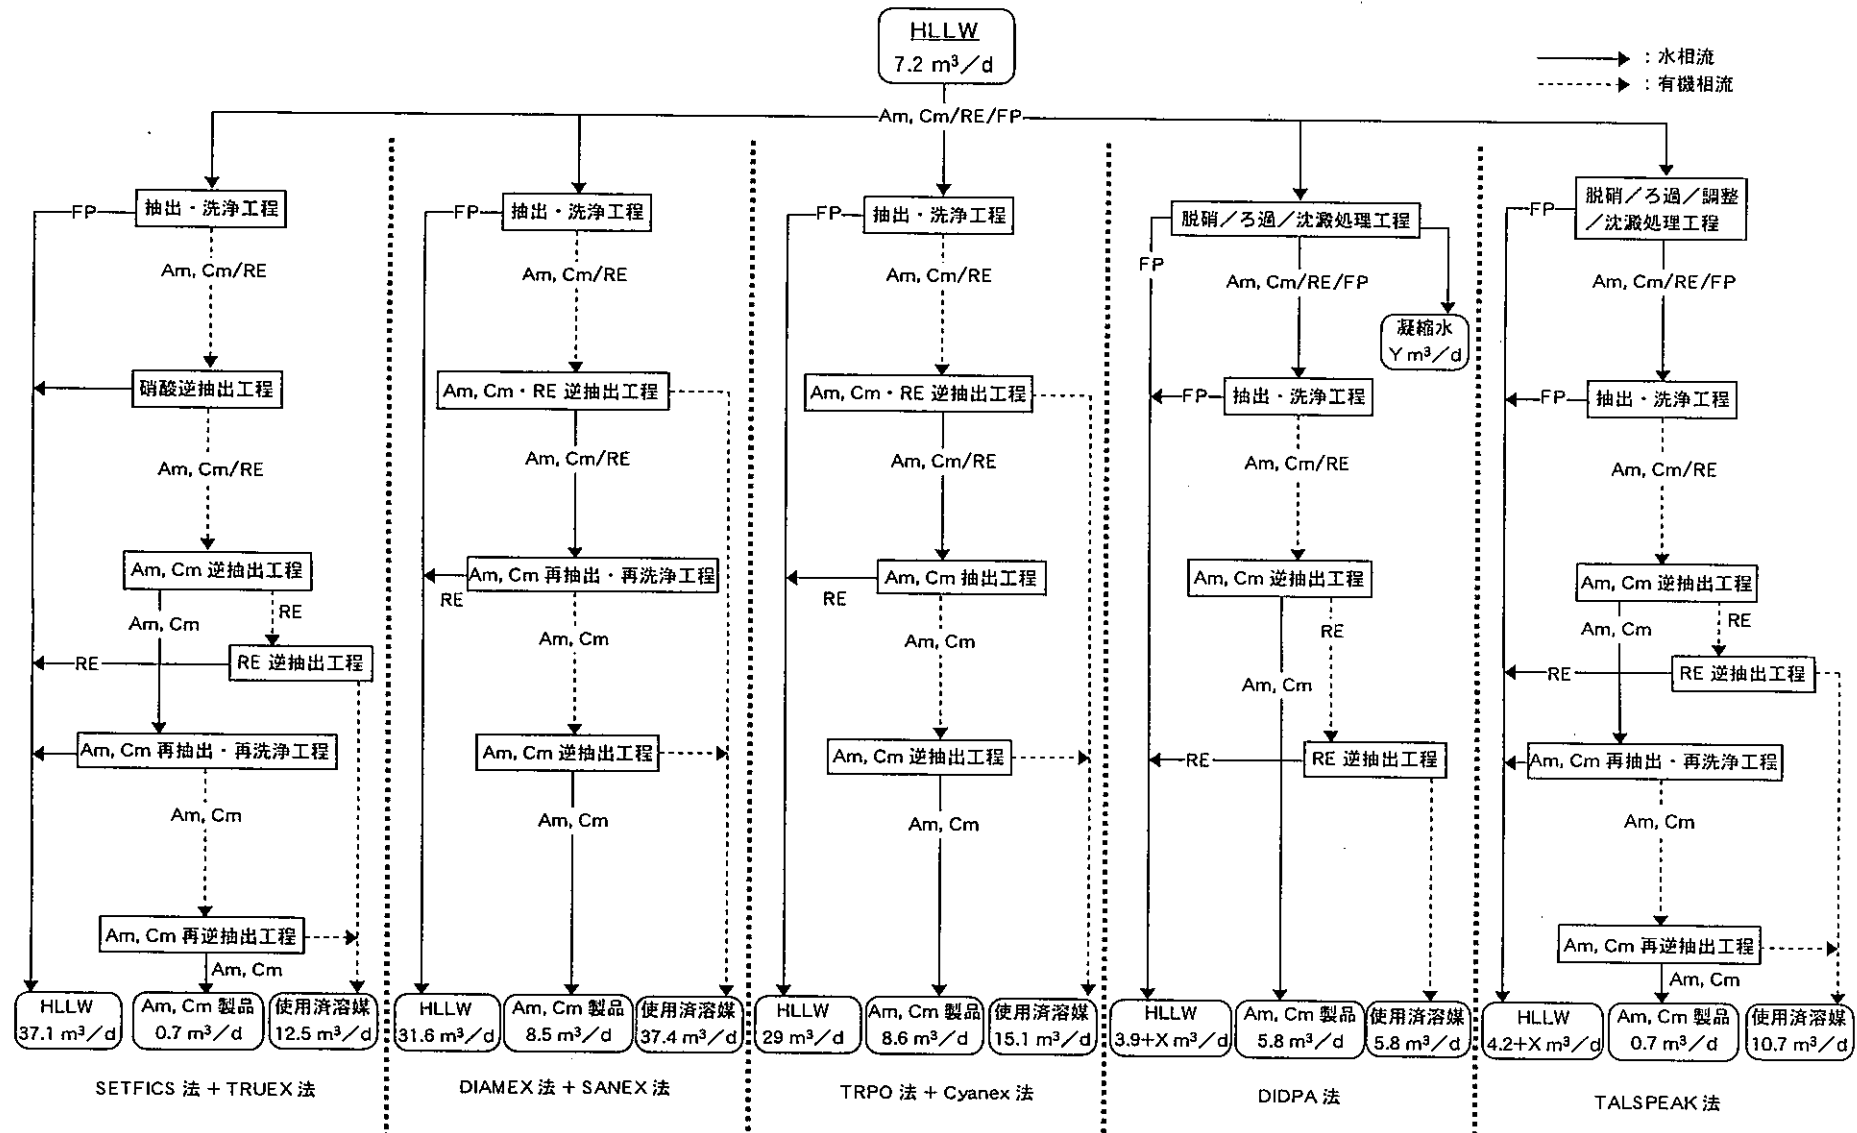 HLLW
7.2 m³／d
：水相流
：有機相流
Am, Cm/RE/FP
FP
抽出・洗浄工程
Am, Cm/RE
硝酸逆抽出工程
Am, Cm/RE
Am, Cm 逆抽出工程
Am, Cm
RE
RE
RE 逆抽出工程
Am, Cm 再抽出・再洗浄工程
Am, Cm
Am, Cm 再逆抽出工程
Am, Cm
HLLW
37.1 m³／d
Am, Cm 製品
0.7 m³／d
使用済溶媒
12.5 m³／d
SETFICS 法 + TRUEX 法
FP
抽出・洗浄工程
Am, Cm/RE
Am, Cm・RE 逆抽出工程
Am, Cm/RE
Am, Cm 再抽出・再洗浄工程
RE
Am, Cm
Am, Cm 逆抽出工程
Am, Cm
HLLW
31.6 m³／d
Am, Cm 製品
8.5 m³／d
使用済溶媒
37.4 m³／d
DIAMEX 法 + SANEX 法
FP
抽出・洗浄工程
Am, Cm/RE
Am, Cm・RE 逆抽出工程
Am, Cm/RE
Am, Cm 抽出工程
RE
Am, Cm
Am, Cm 逆抽出工程
Am, Cm
HLLW
29 m³／d
Am, Cm 製品
8.6 m³／d
使用済溶媒
15.1 m³／d
TRPO 法 + Cyanex 法
脱硝／ろ過／沈澱処理工程
FP
Am, Cm/RE/FP
凝縮水
Y m³／d
FP
抽出・洗浄工程
Am, Cm/RE
Am, Cm 逆抽出工程
RE
Am, Cm
RE
RE 逆抽出工程
HLLW
3.9+X m³／d
Am, Cm 製品
5.8 m³／d
使用済溶媒
5.8 m³／d
DIDPA 法
FP
脱硝／ろ過／調整
／沈澱処理工程
Am, Cm/RE/FP
FP
抽出・洗浄工程
Am, Cm/RE
Am, Cm 逆抽出工程
Am, Cm
RE
RE
RE 逆抽出工程
Am, Cm 再抽出・再洗浄工程
Am, Cm
Am, Cm 再逆抽出工程
Am, Cm
HLLW
4.2+X m³／d
Am, Cm 製品
0.7 m³／d
使用済溶媒
10.7 m³／d
TALSPEAK 法